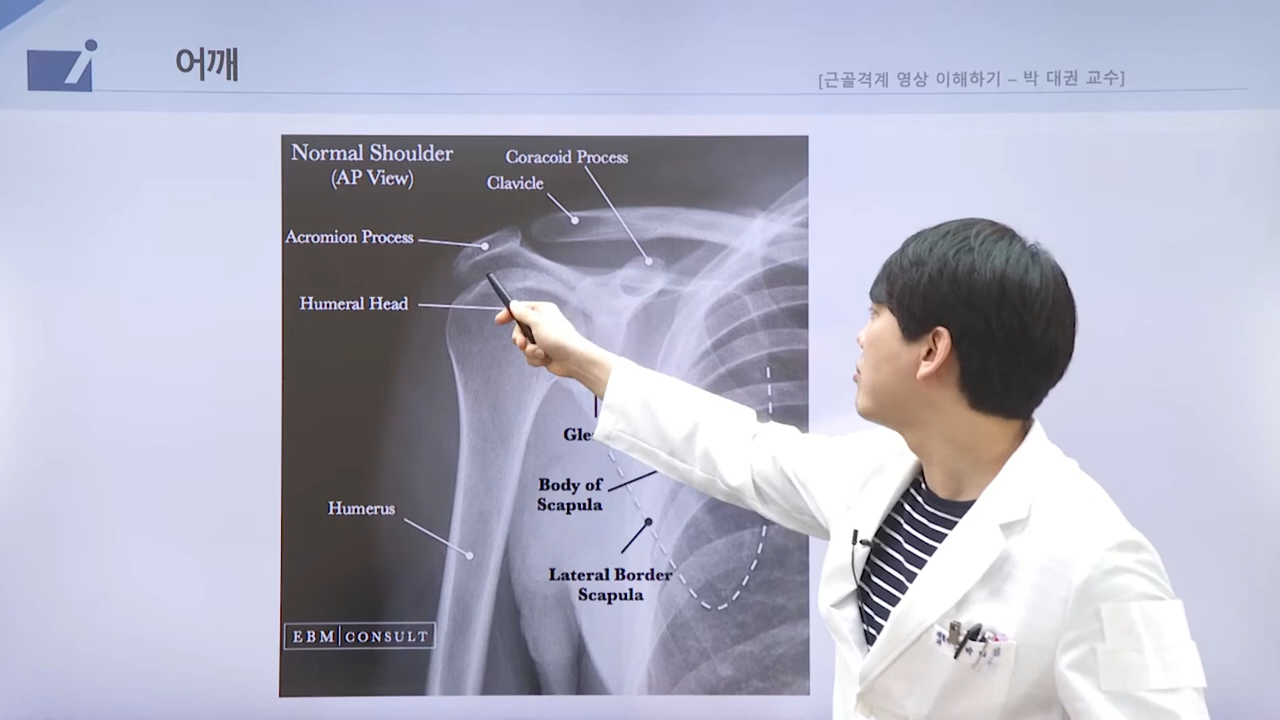 어깨
[근골격계 영상 이해하기 – 박 대권 교수]
Normal Shoulder
(AP View)
Coracoid Process
Clavicle
Acromion Process
Humeral Head
Gle
Body of
Scapula
Humerus
Lateral Border
Scapula
EBM|CONSULT